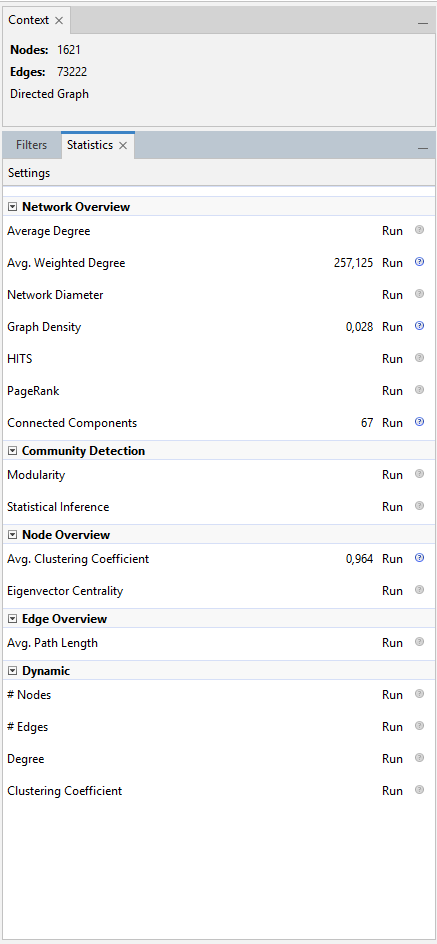 Context
Nodes: 1621
Edges: 73222
Directed Graph
Filters Statistics
Settings
Network Overview
Average Degree Run
Avg. Weighted Degree 257,125 Run
Network Diameter Run
Graph Density 0,028 Run
HITS Run
PageRank Run
Connected Components 67 Run
Community Detection
Modularity Run
Statistical Inference Run
Node Overview
Avg. Clustering Coefficient 0,964 Run
Eigenvector Centrality Run
Edge Overview
Avg. Path Length Run
Dynamic
# Nodes Run
# Edges Run
Degree Run
Clustering Coefficient Run